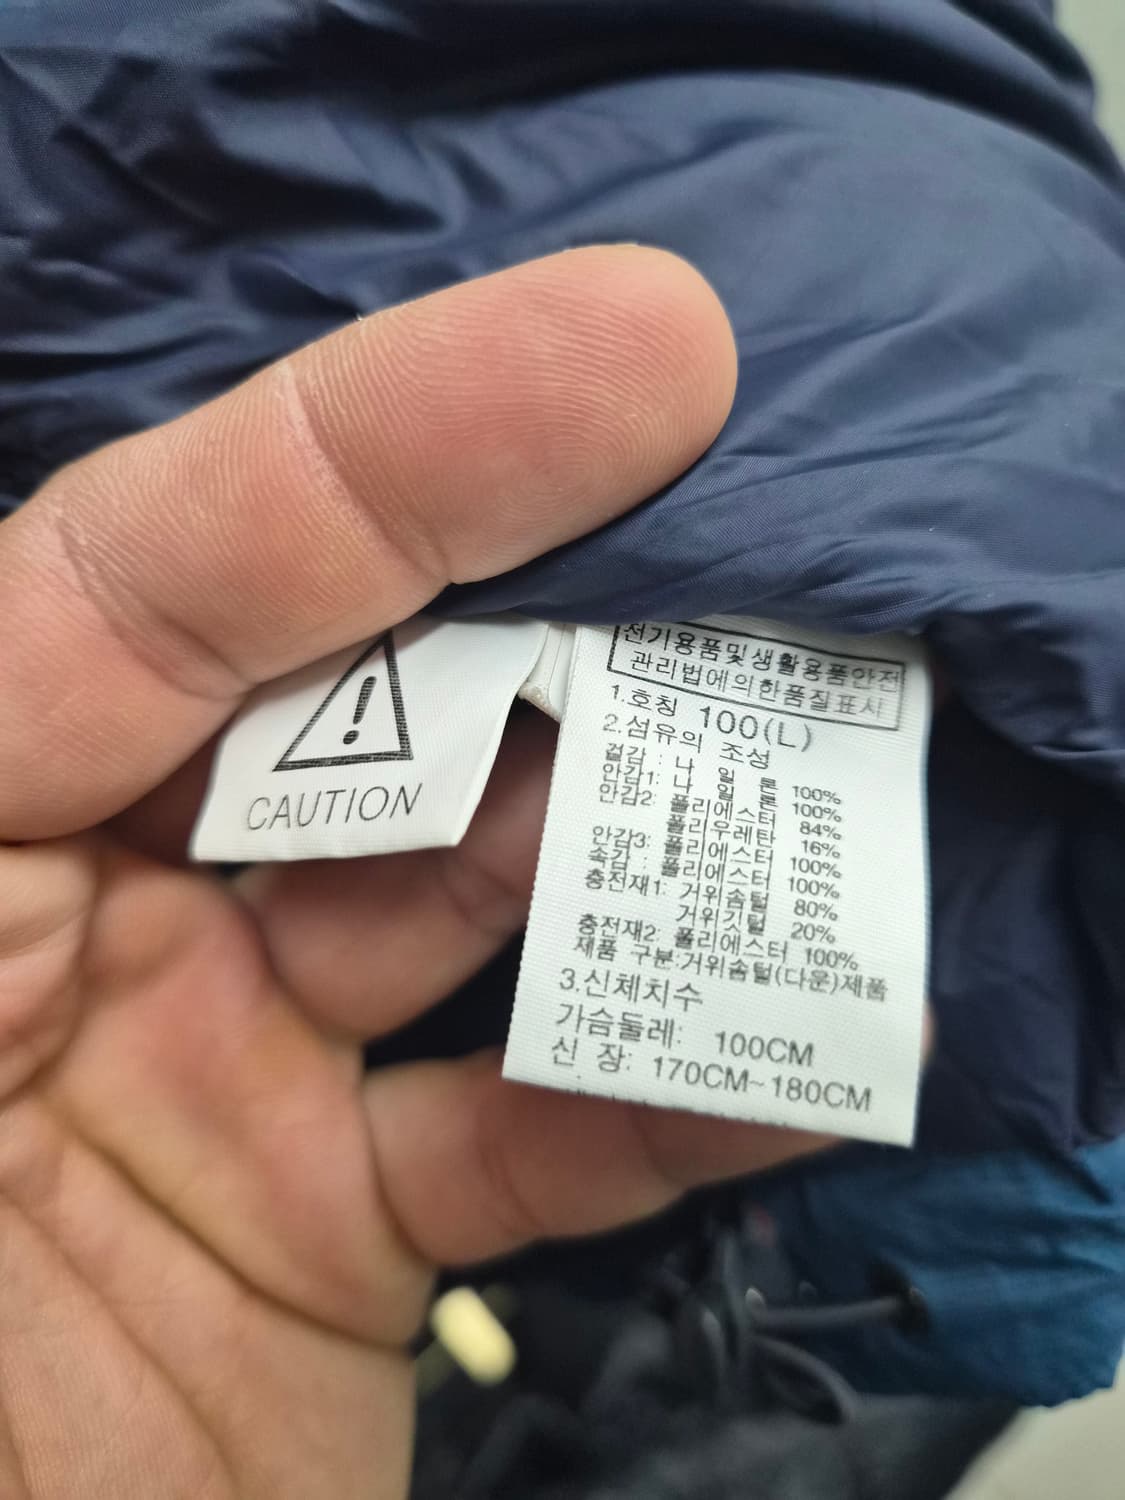 !
CAUTION
전기용품및생활용품안전
관리법에의한품질표시
1.호칭 100(L)
2.섬유의 조성
겉감 : 나 일 론 100%
안감1: 나 일 론 100%
안감2: 폴리에스터 84%
폴리우레탄 16%
안감3: 폴리에스터 100%
속감 : 폴리에스터 100%
충전재1: 거위솜털 80%
거위깃털 20%
충전재2: 폴리에스터 100%
제품 구분:거위솜털(다운)제품
3.신체치수
가슴둘레: 100CM
신 장: 170CM~180CM